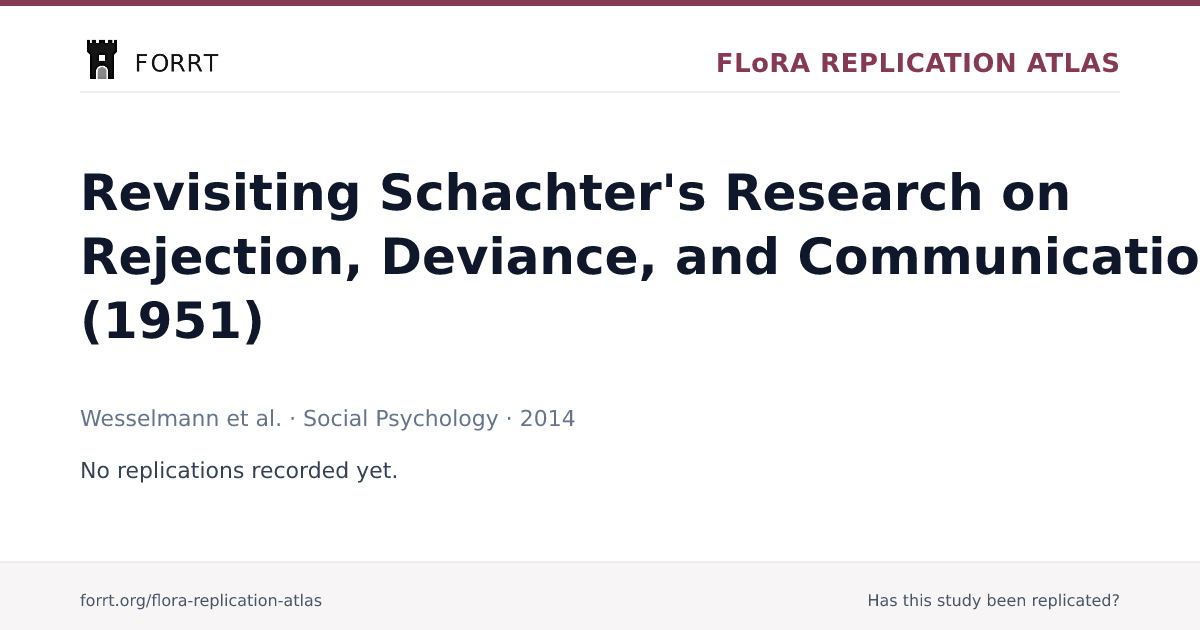 FORRT
FLoRA REPLICATION ATLAS
Revisiting Schachter's Research on
Rejection, Deviance, and Communicatio
(1951)
Wesselmann et al. · Social Psychology · 2014
No replications recorded yet.
forrt.org/flora-replication-atlas
Has this study been replicated?